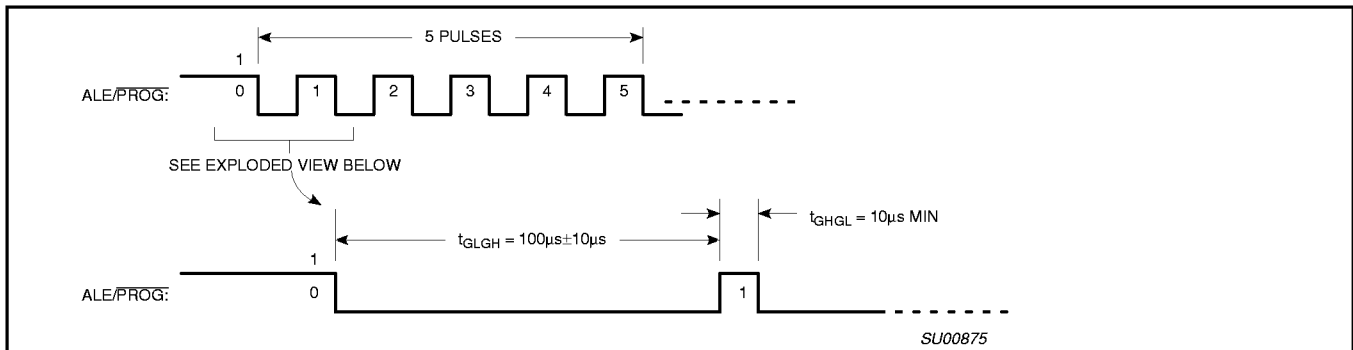 5 PULSES
1
ALE/PROG: 0 1 2 3 4 5
SEE EXPLODED VIEW BELOW
tGHGL = 10µs MIN
tGLGH = 100µs±10µs
1
ALE/PROG: 0 1
SU00875